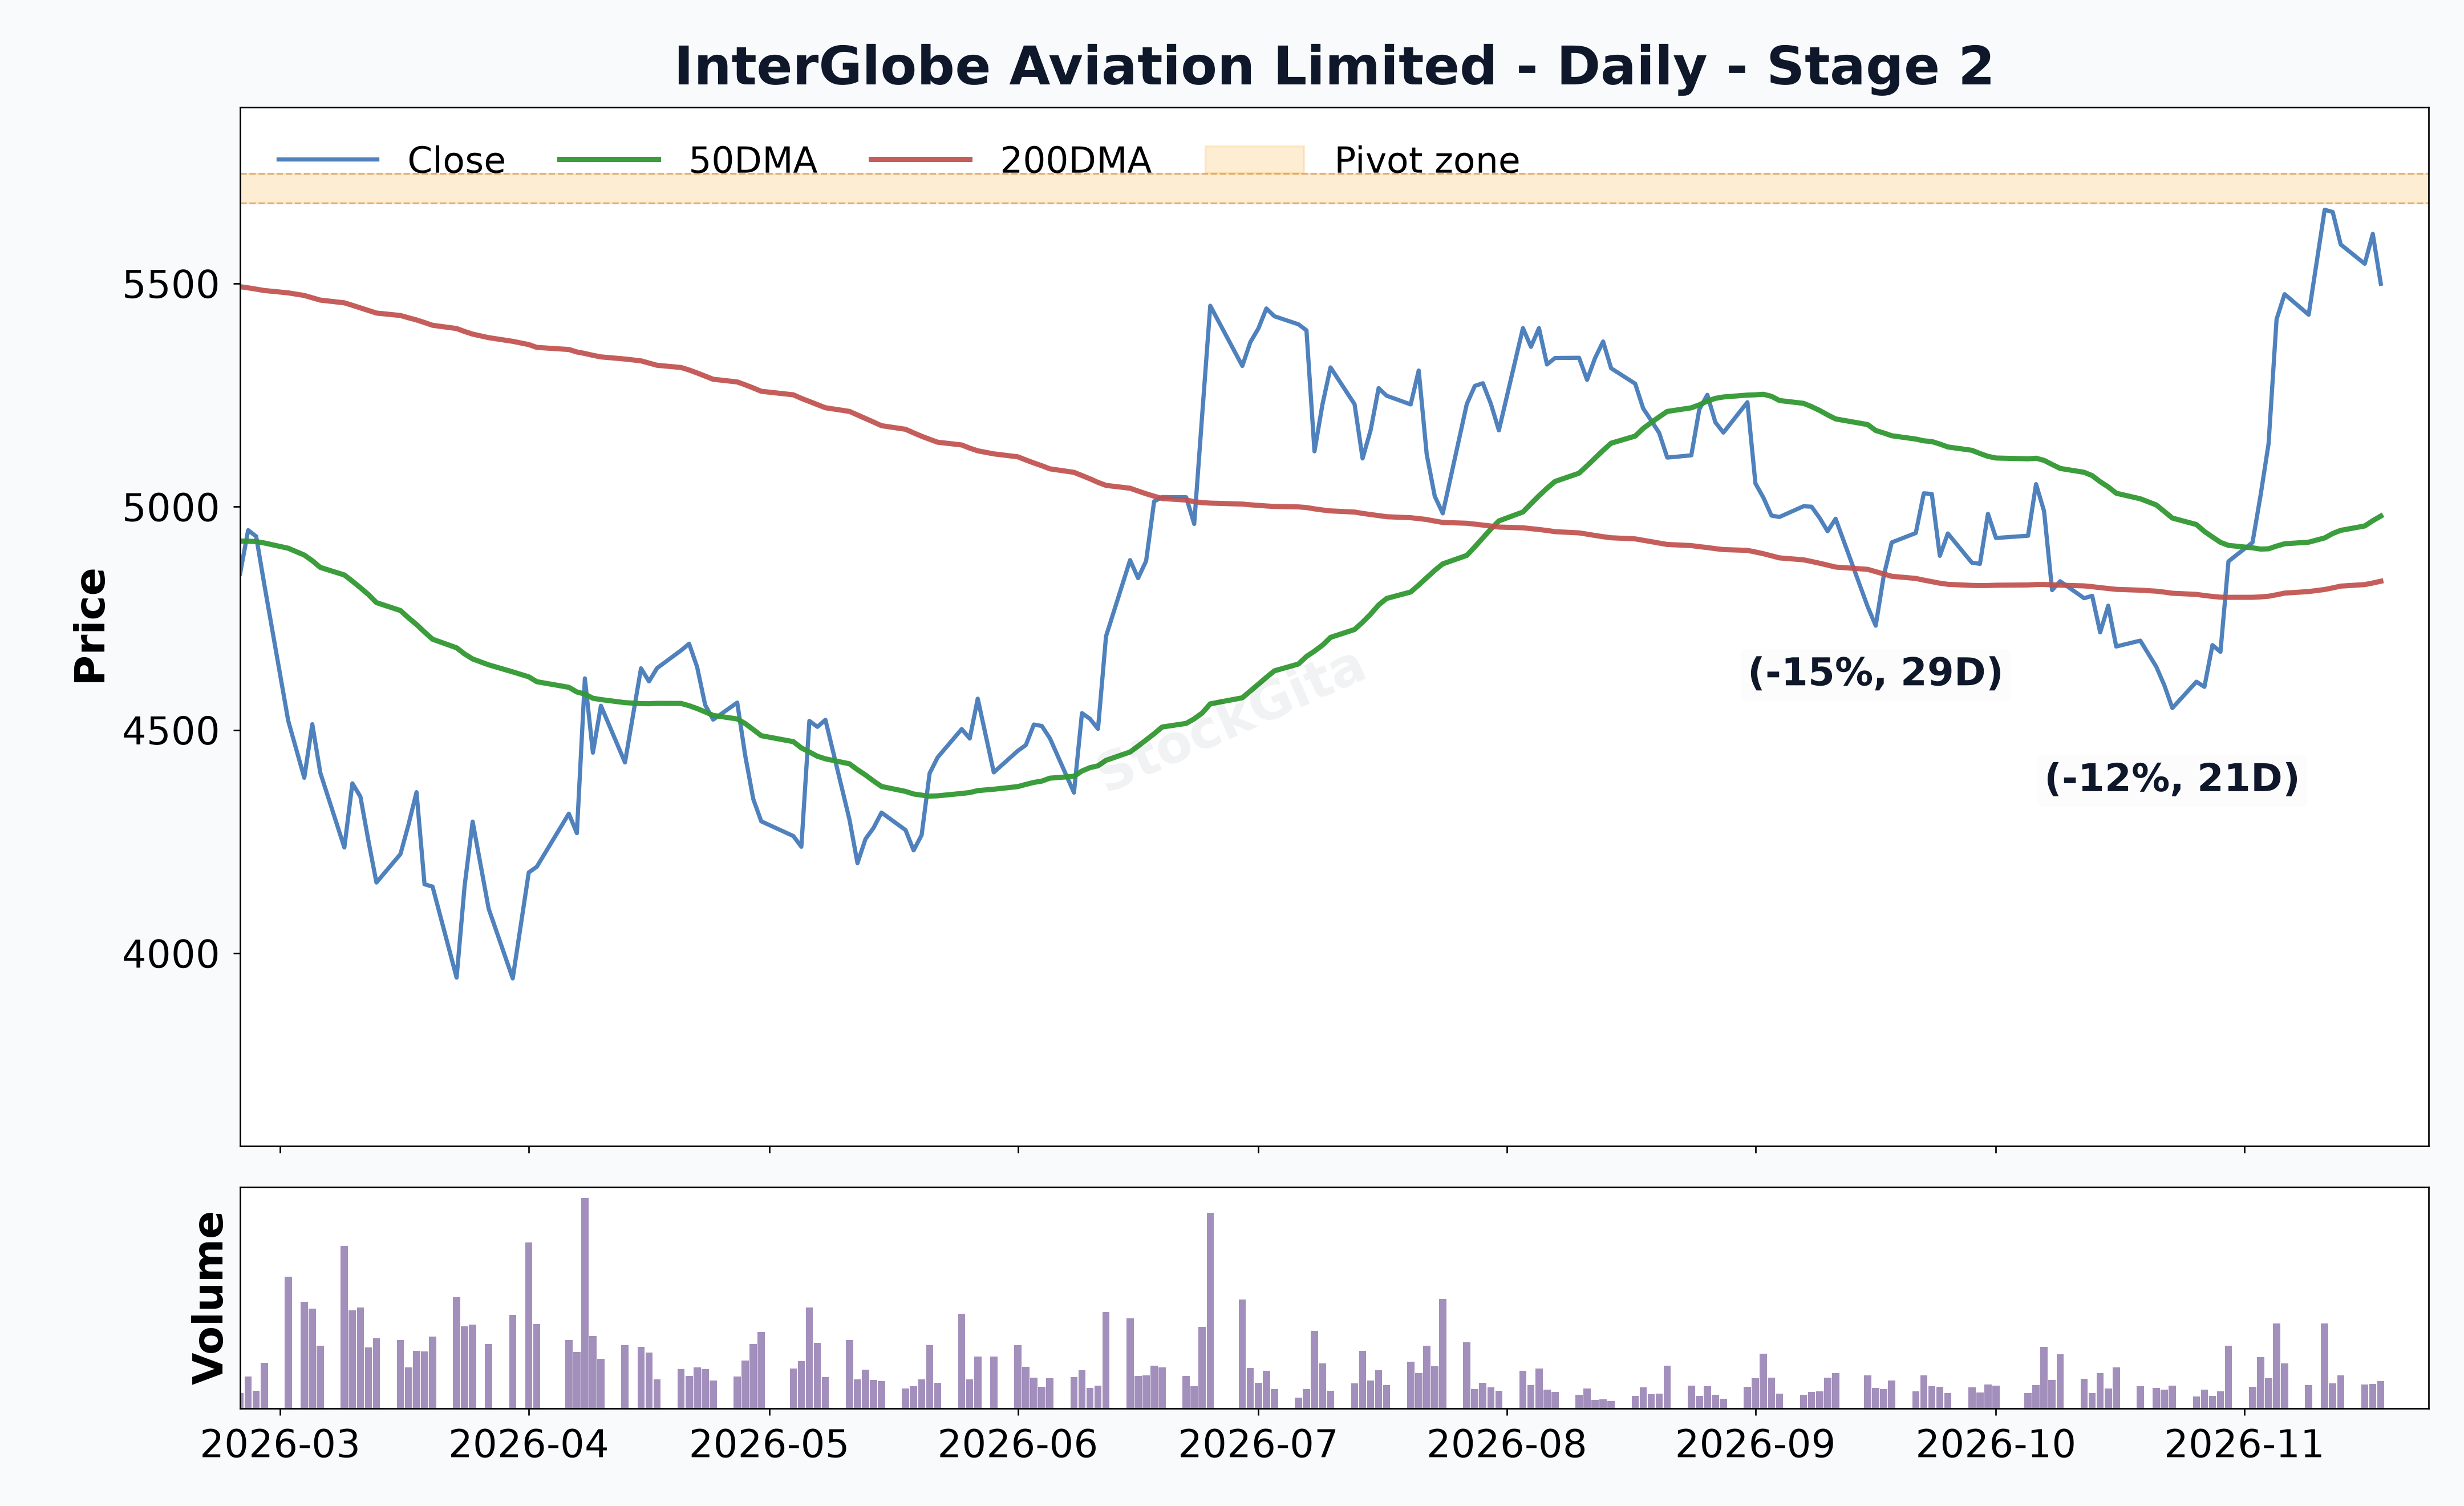 InterGlobe Aviation Limited - Daily - Stage 2
Close 50DMA 200DMA Pivot zone
5500
5000
4500
4000
Price
StockGita
(-15%, 29D)
(-12%, 21D)
Volume
2026-03 2026-04 2026-05 2026-06 2026-07 2026-08 2026-09 2026-10 2026-11